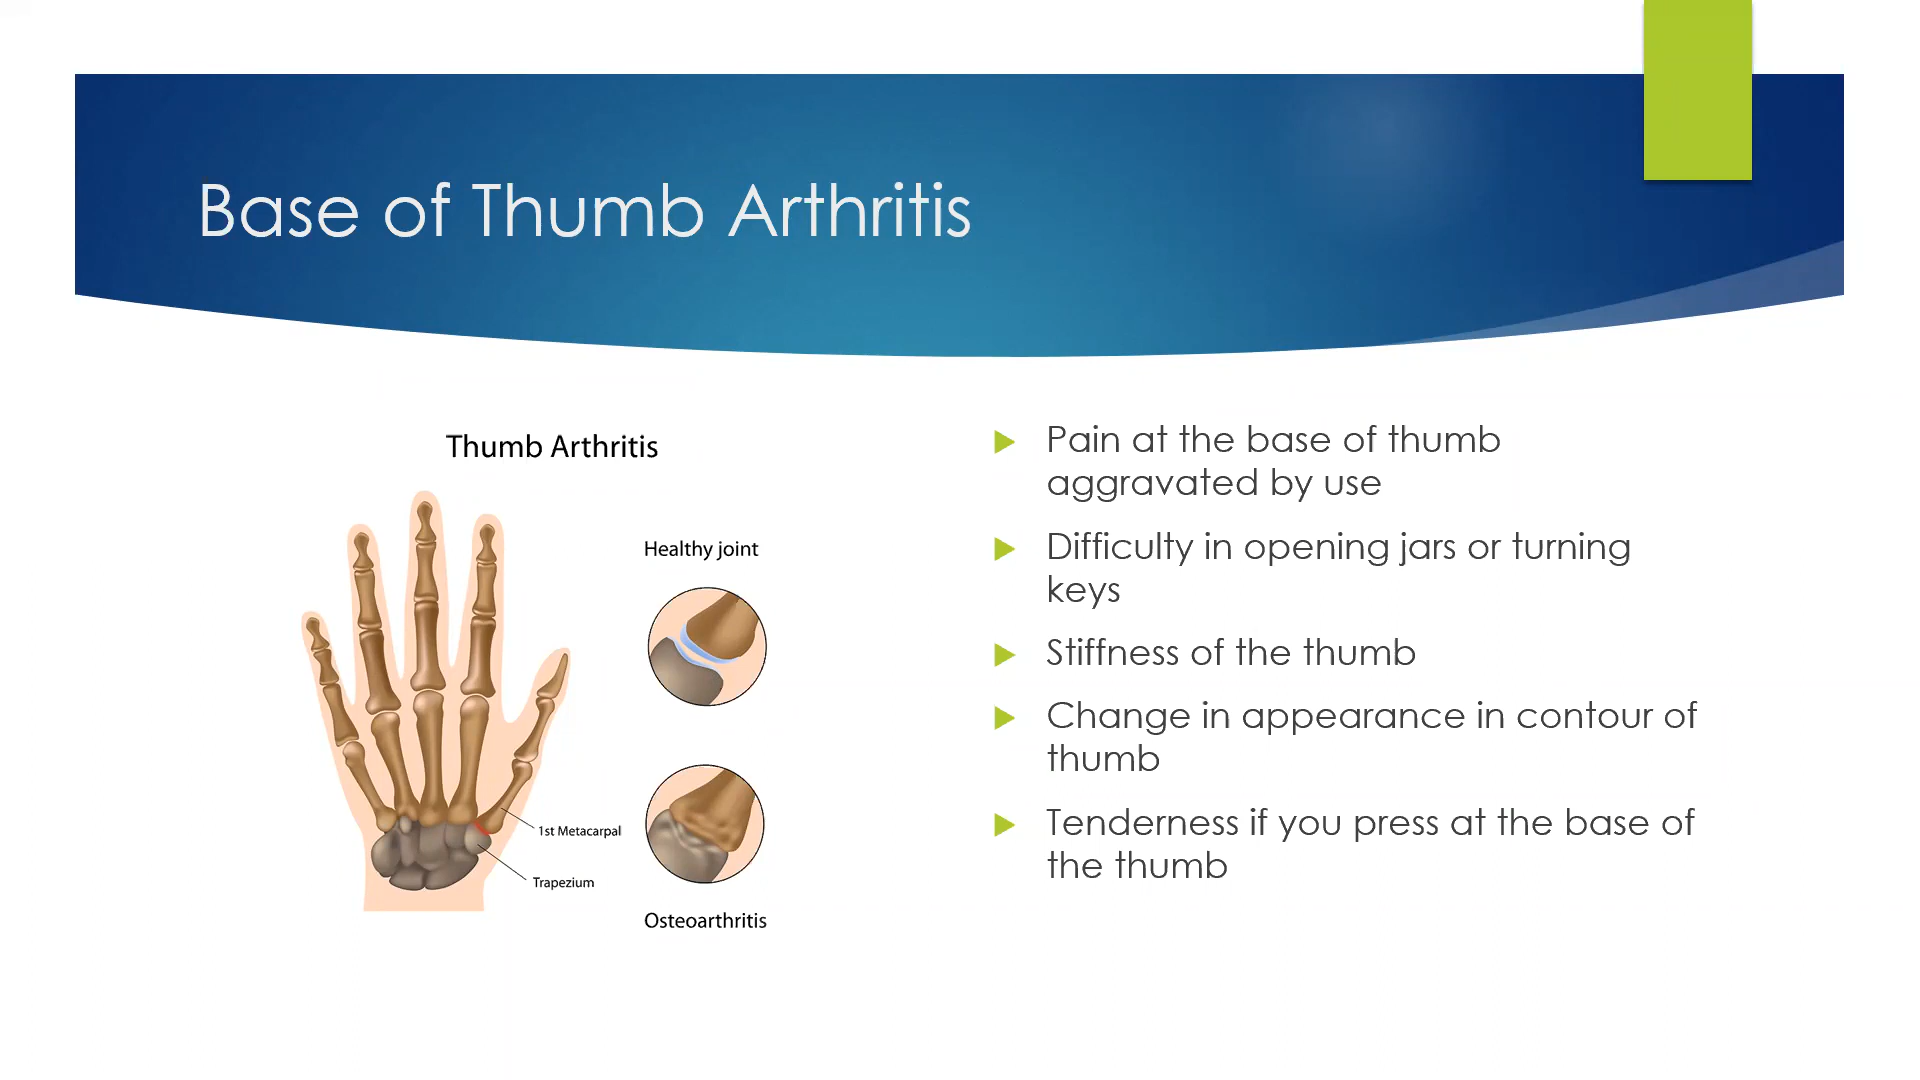 Base of Thumb Arthritis
Thumb Arthritis
Healthy joint
1st Metacarpal
Trapezium
Osteoarthritis
Pain at the base of thumb
aggravated by use
Difficulty in opening jars or turning
keys
Stiffness of the thumb
Change in appearance in contour of
thumb
Tenderness if you press at the base of
the thumb